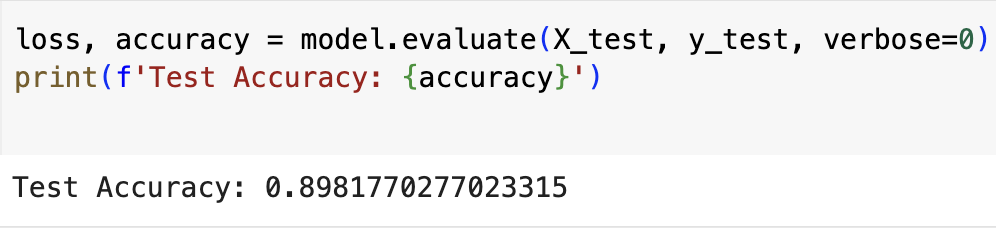 loss, accuracy = model.evaluate(X_test, y_test, verbose=0)
print(f'Test Accuracy: {accuracy}')
Test Accuracy: 0.8981770277023315